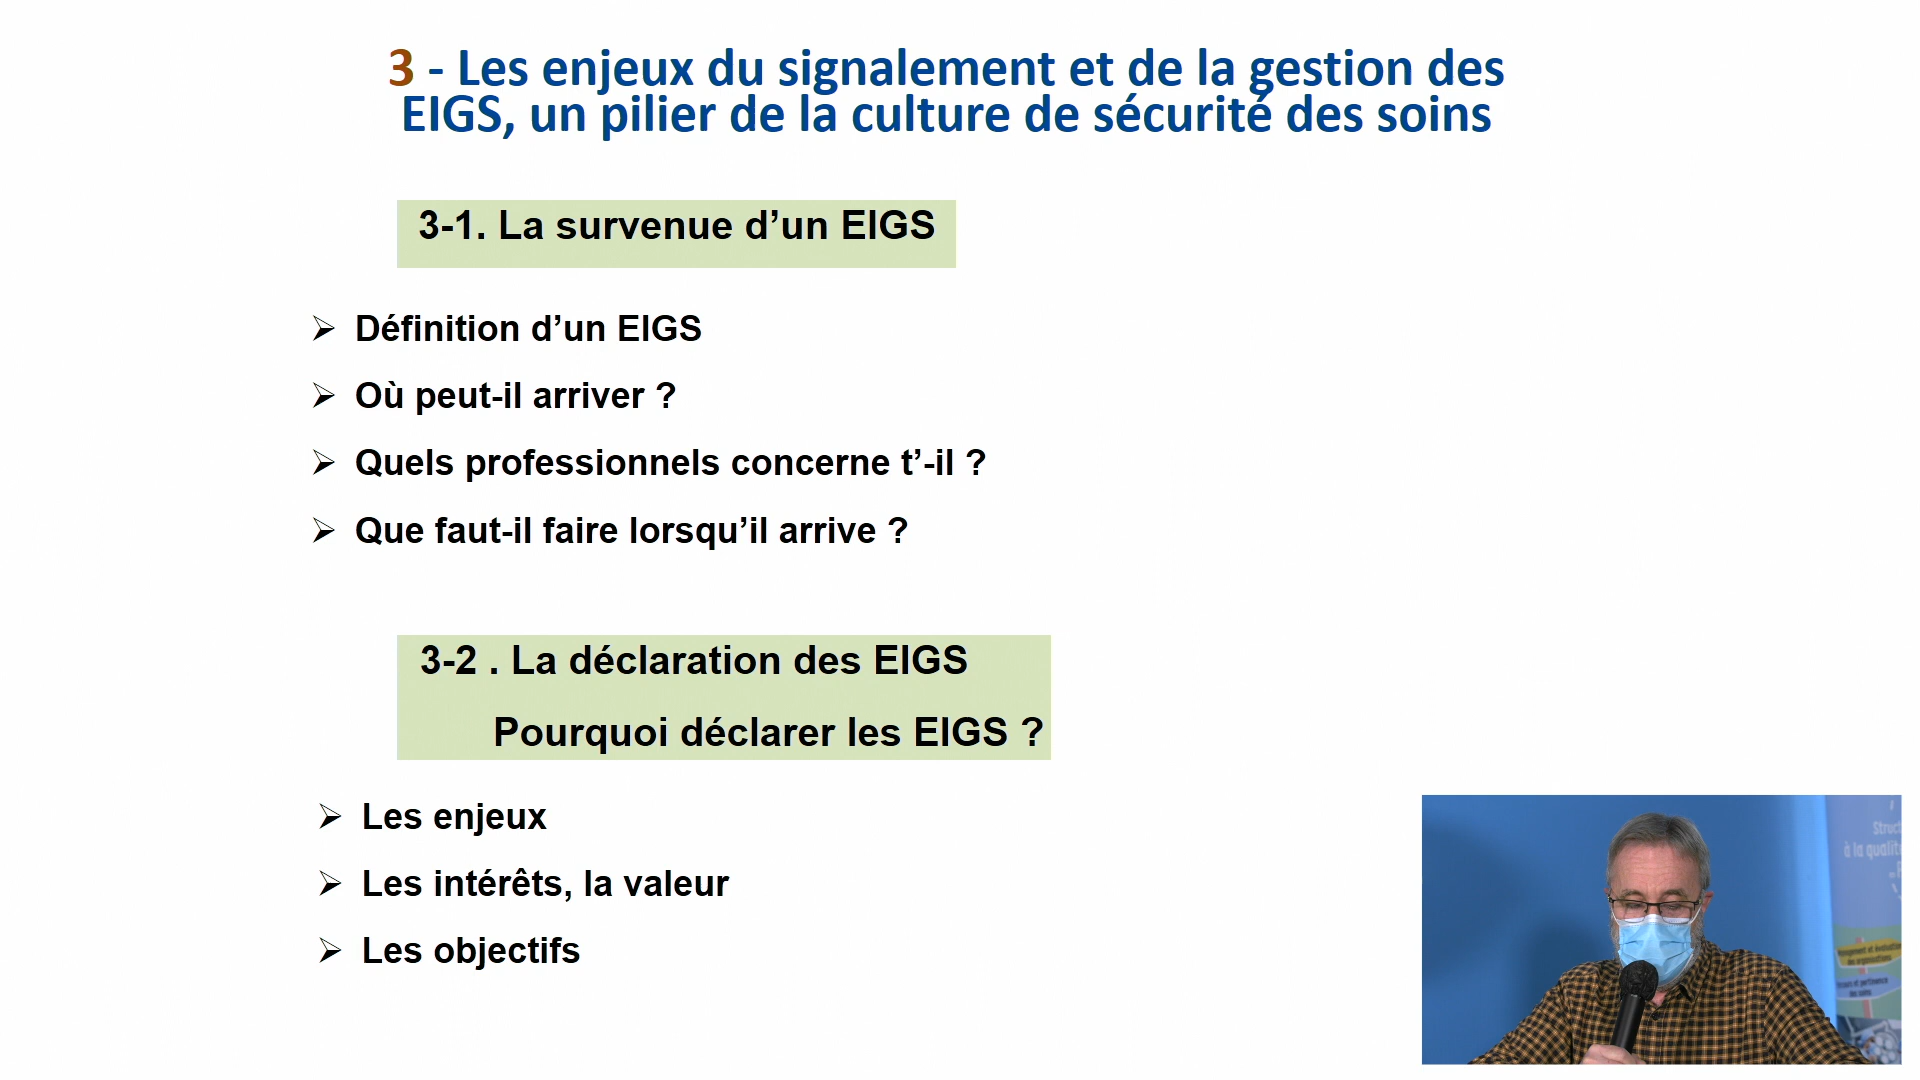 3 - Les enjeux du signalement et de la gestion des
EIGS, un pilier de la culture de sécurité des soins
3-1. La survenue d’un EIGS
Définition d’un EIGS
Où peut-il arriver ?
Quels professionnels concerne t’-il ?
Que faut-il faire lorsqu’il arrive ?
3-2 . La déclaration des EIGS
Pourquoi déclarer les EIGS ?
Les enjeux
Les intérêts, la valeur
Les objectifs
à la qualit